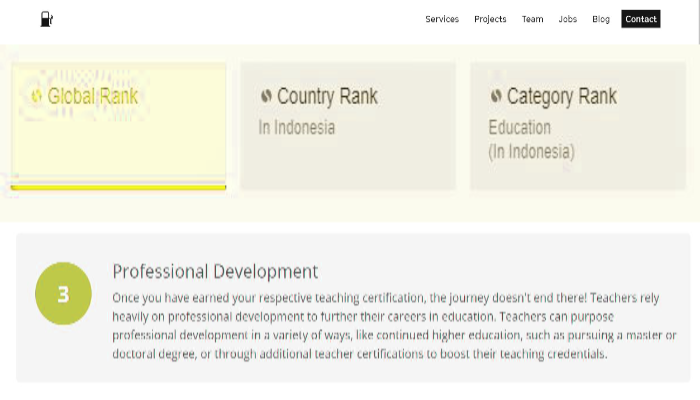 Services Projects Team Jobs Blog Contact
Global Rank
Country Rank
In Indonesia
Category Rank
Education
(In Indonesia)
3
Professional Development
Once you have earned your respective teaching certification, the journey doesn't end there! Teachers rely
heavily on professional development to further their careers in education. Teachers can purpose
professional development in a variety of ways, like continued higher education, such as pursuing a master or
doctoral degree, or through additional teacher certifications to boost their teaching credentials.